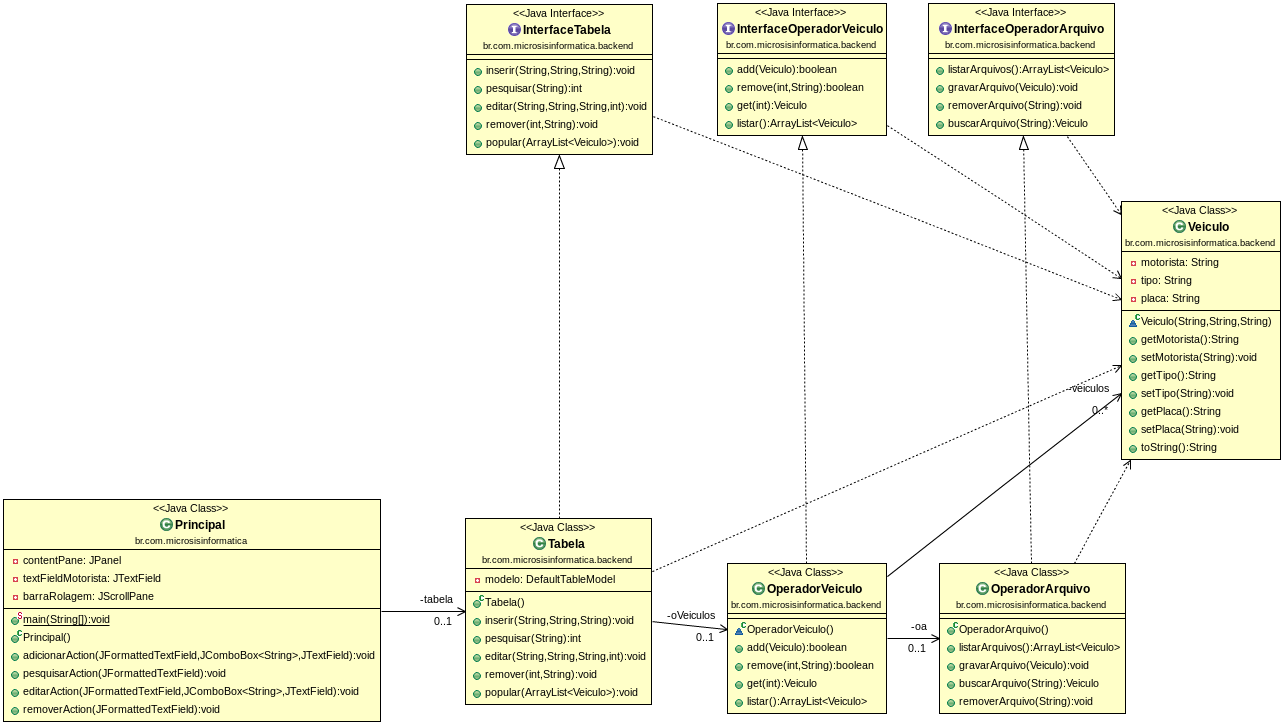 <<Java Interface>>
InterfaceTabela
br.com.microsisinformatica.backend
inserir(String,String,String):void
pesquisar(String):int
editar(String,String,String,int):void
remover(int,String):void
popular(ArrayList<Veiculo>):void
<<Java Interface>>
InterfaceOperadorVeiculo
br.com.microsisinformatica.backend
add(Veiculo):boolean
remove(int,String):boolean
get(int):Veiculo
listar():ArrayList<Veiculo>
<<Java Interface>>
InterfaceOperadorArquivo
br.com.microsisinformatica.backend
listarArquivos():ArrayList<Veiculo>
gravarArquivo(Veiculo):void
removerArquivo(String):void
buscarArquivo(String):Veiculo
<<Java Class>>
Veiculo
br.com.microsisinformatica.backend
motorista: String
tipo: String
placa: String
Veiculo(String,String,String)
getMotorista():String
setMotorista(String):void
getTipo():String
setTipo(String):void
getPlaca():String
setPlaca(String):void
toString():String
-veiculos
0..*
<<Java Class>>
Principal
br.com.microsisinformatica
contentPane: JPanel
textFieldMotorista: JTextField
barraRolagem: JScrollPane
main(String[]):void
Principal()
adicionarAction(JFormattedTextField,JComboBox<String>,JTextField):void
pesquisarAction(JFormattedTextField):void
editarAction(JFormattedTextField,JComboBox<String>,JTextField):void
removerAction(JFormattedTextField):void
-tabela
0..1
<<Java Class>>
Tabela
br.com.microsisinformatica.backend
modelo: DefaultTableModel
Tabela()
inserir(String,String,String):void
pesquisar(String):int
editar(String,String,String,int):void
remover(int,String):void
popular(ArrayList<Veiculo>):void
-oVeiculos
0..1
<<Java Class>>
OperadorVeiculo
br.com.microsisinformatica.backend
OperadorVeiculo()
add(Veiculo):boolean
remove(int,String):boolean
get(int):Veiculo
listar():ArrayList<Veiculo>
-oa
0..1
<<Java Class>>
OperadorArquivo
br.com.microsisinformatica.backend
OperadorArquivo()
listarArquivos():ArrayList<Veiculo>
gravarArquivo(Veiculo):void
buscarArquivo(String):Veiculo
removerArquivo(String):void